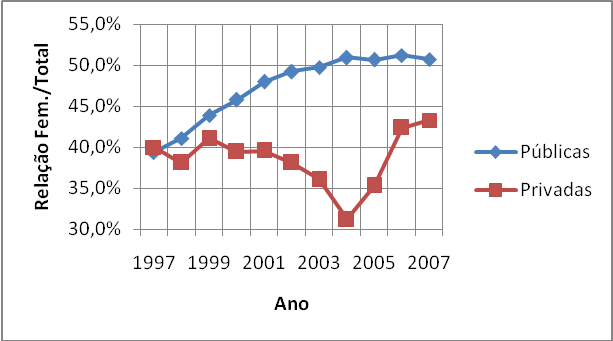 55,0%
50,0%
45,0%
40,0%
35,0%
30,0%
Relação Fem./Total
1997 1999 2001 2003 2005 2007
Ano
Públicas
Privadas